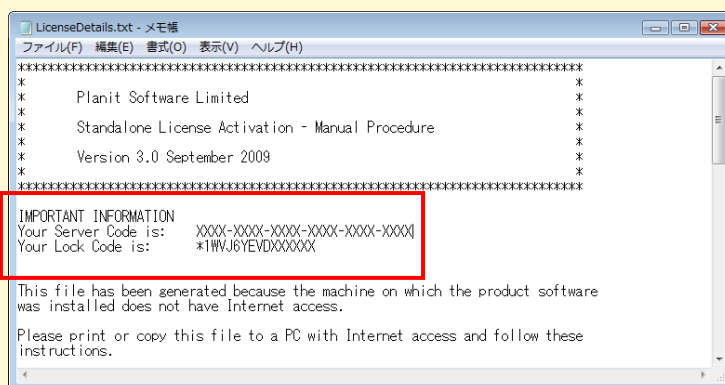 LicenseDetails.txt - メモ帳
ファイル(F) 編集(E) 書式(O) 表示(V) ヘルプ(H)
****************************************************************************
* *
* Planit Software Limited *
* *
* Standalone License Activation - Manual Procedure *
* *
* Version 3.0 September 2009 *
* *
****************************************************************************
IMPORTANT INFORMATION
Your Server Code is: XXXX-XXXX-XXXX-XXXX-XXXX-XXXX
Your Lock Code is: *1WVJ6YEVDXXXXXX
This file has been generated because the machine on which the product software
was installed does not have Internet access.
Please print or copy this file to a PC with Internet access and follow these
instructions.